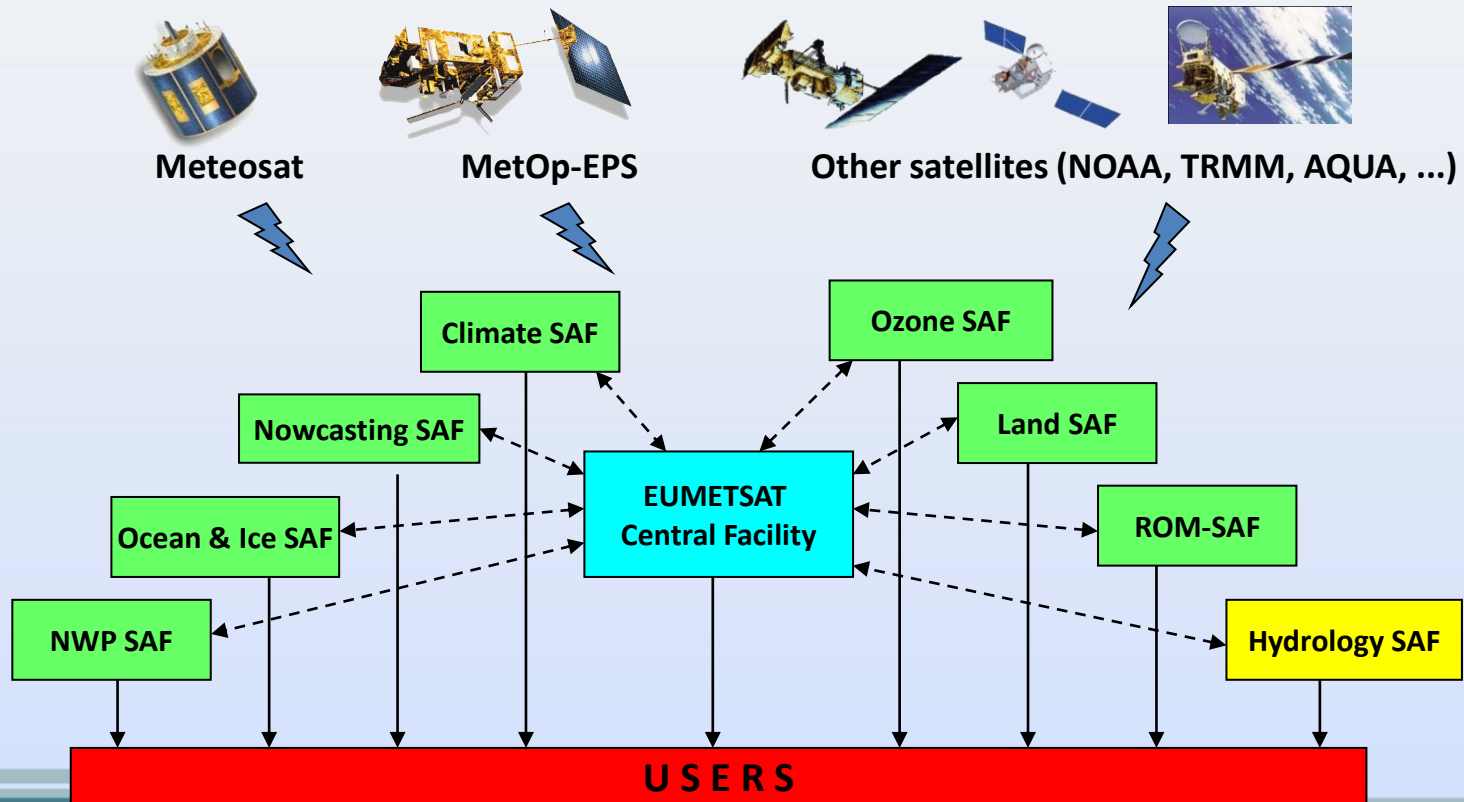 Meteosat
MetOp-EPS
Other satellites (NOAA, TRMM, AQUA, ...)
Climate SAF
Ozone SAF
Nowcasting SAF
Land SAF
EUMETSAT
Central Facility
Ocean & Ice SAF
ROM-SAF
NWP SAF
Hydrology SAF
U S E R S